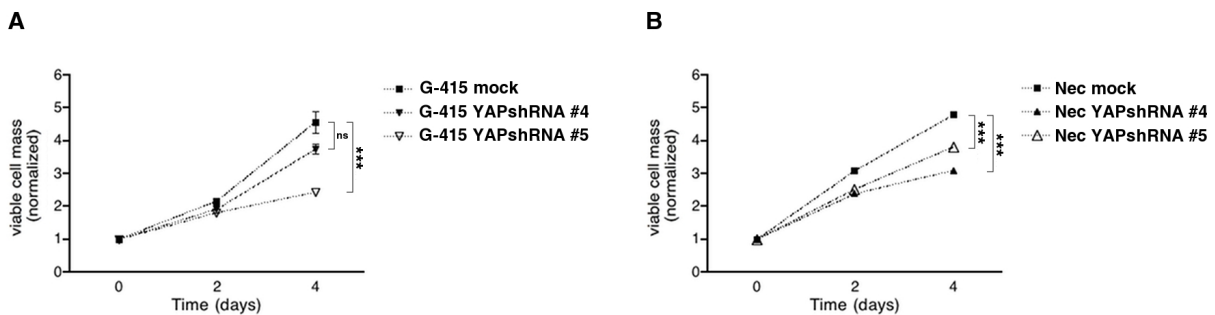 A
6
5
4
3
2
1
0
viable cell mass
(normalized)
0 2 4
Time (days)
ns
***
G-415 mock
G-415 YAPshRNA #4
G-415 YAPshRNA #5
B
6
5
4
3
2
1
0
viable cell mass
(normalized)
0 2 4
Time (days)
***
***
Nec mock
Nec YAPshRNA #4
Nec YAPshRNA #5